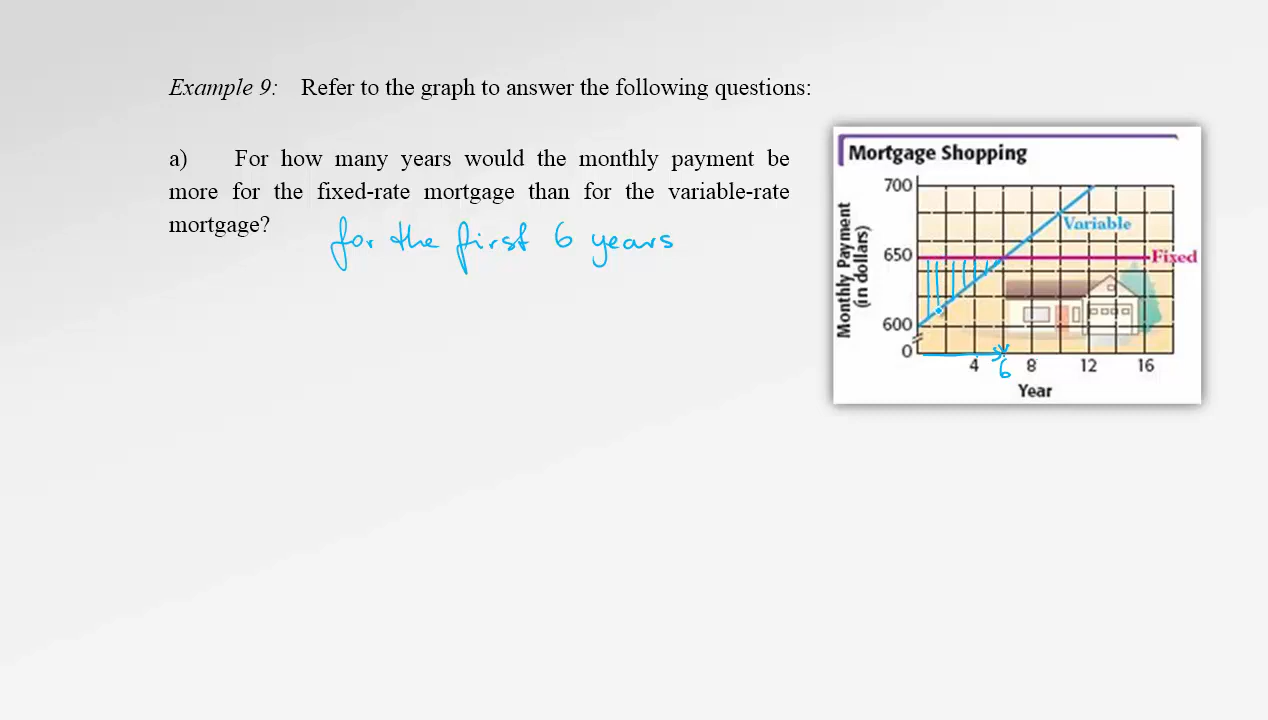 Example 9: Refer to the graph to answer the following questions:
a) For how many years would the monthly payment be
more for the fixed-rate mortgage than for the variable-rate
mortgage?
for the first 6 years
Mortgage Shopping
Monthly Payment
(in dollars)
700
650
600
0
Variable
Fixed
4
6
8
12
16
Year